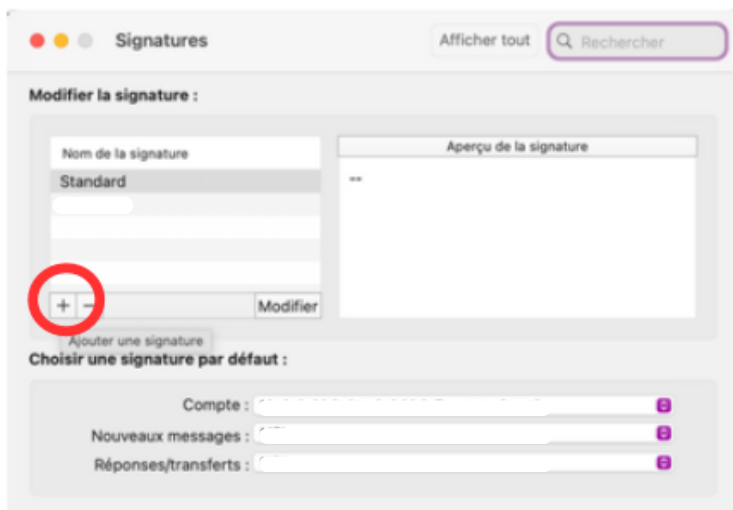 Signatures
Afficher tout
Rechercher
Modifier la signature :
Nom de la signature
Aperçu de la signature
Standard
--
+ -
Modifier
Ajouter une signature
Choisir une signature par défaut :
Compte :
Nouveaux messages :
Réponses/transferts :